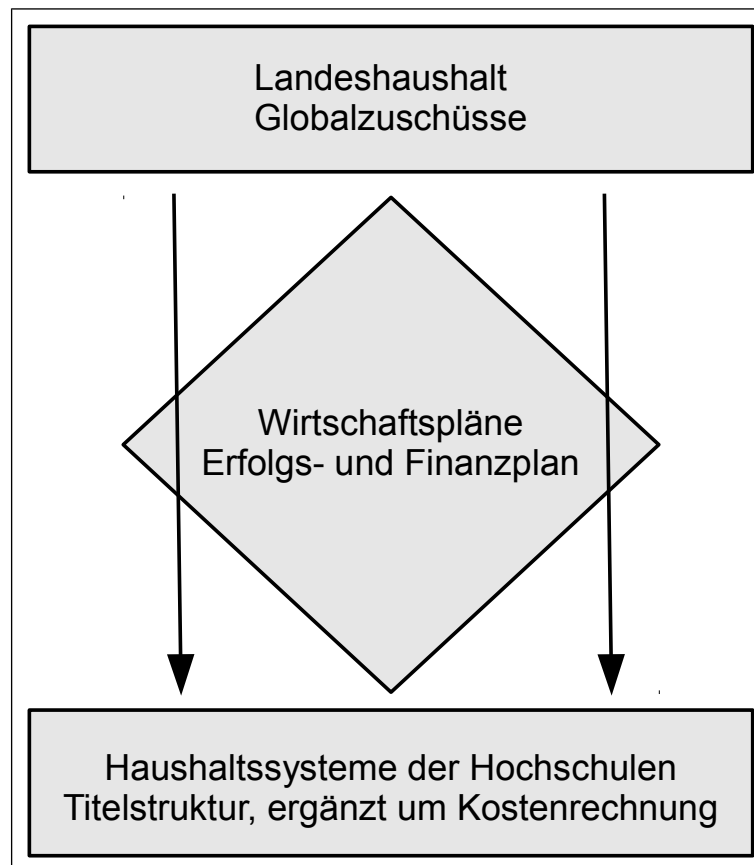 Landeshaushalt
Globalzuschüsse
Wirtschaftspläne
Erfolgs- und Finanzplan
Haushaltssysteme der Hochschulen
Titelstruktur, ergänzt um Kostenrechnung